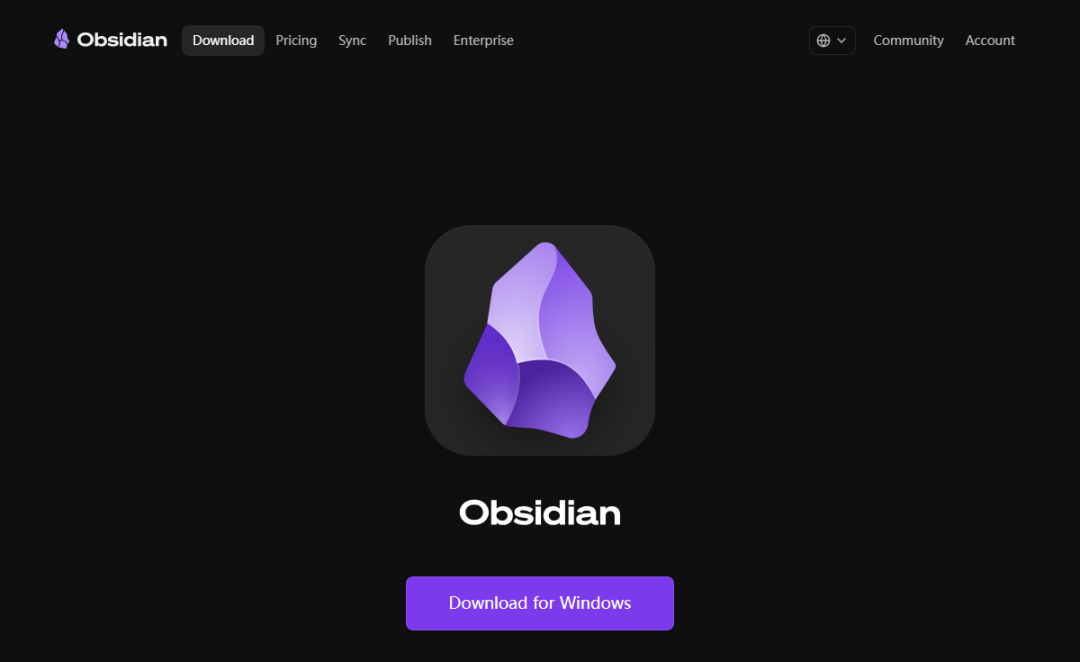 Obsidian Download Pricing Sync Publish Enterprise Community Account
Obsidian
Download for Windows